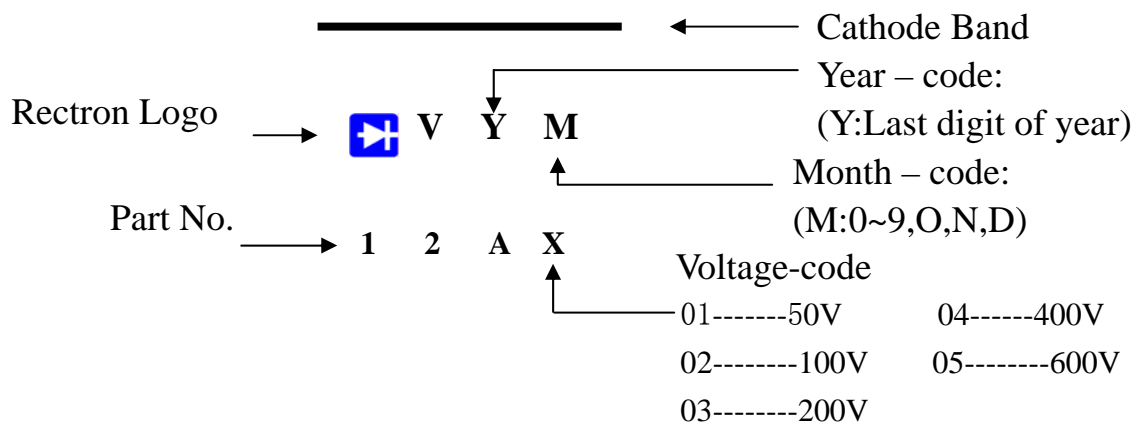 Cathode Band
Year – code:
(Y:Last digit of year)
Rectron Logo
V Y M
Month – code:
(M:0~9,O,N,D)
Part No.
1 2 A X
Voltage-code
01-------50V 04------400V
02--------100V 05--------600V
03--------200V